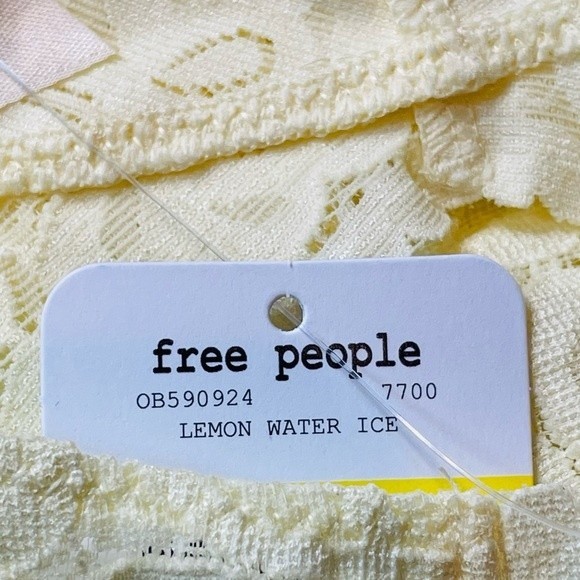 free people
OB590924 7700
LEMON WATER ICE